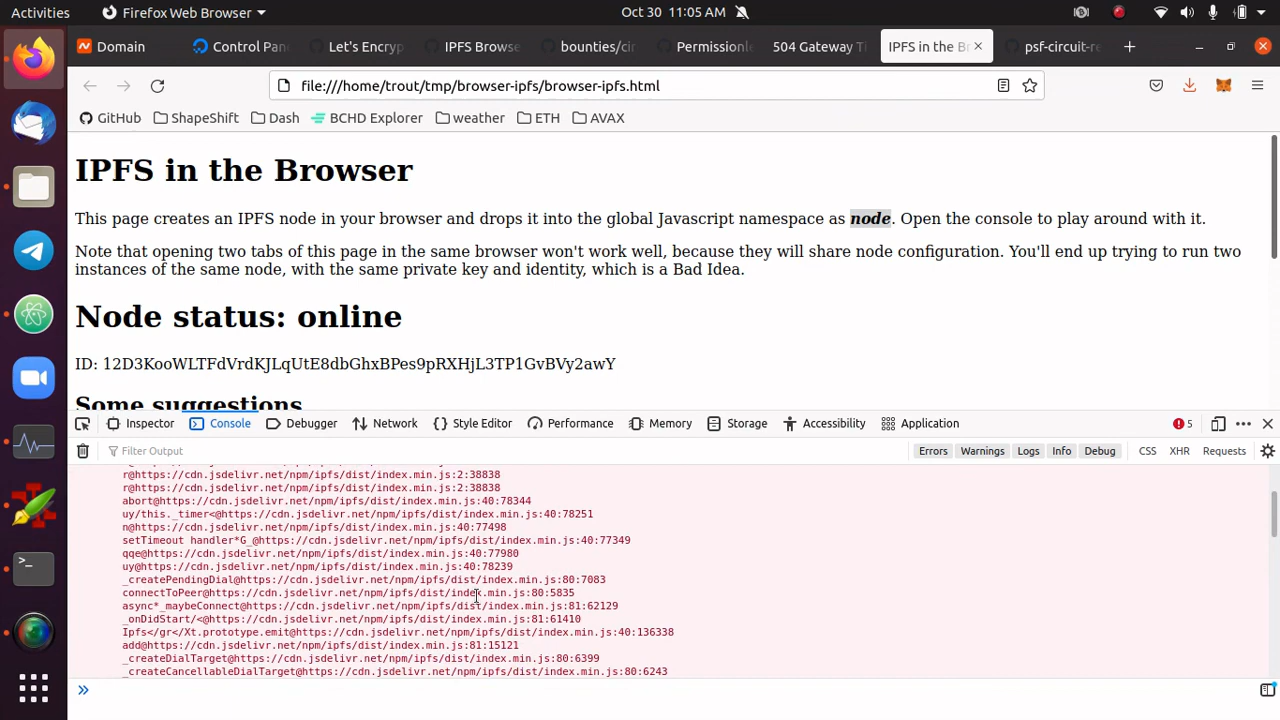 Activities
Firefox Web Browser
Oct 30 11:05 AM
Domain
Control Pan
Let's Encryp
IPFS Browse
bounties/cir
Permissionle
504 Gateway Ti
IPFS in the Br
psf-circuit-re
file:///home/trout/tmp/browser-ipfs/browser-ipfs.html
GitHub
ShapeShift
Dash
BCHD Explorer
weather
ETH
AVAX
IPFS in the Browser
This page creates an IPFS node in your browser and drops it into the global Javascript namespace as node. Open the console to play around with it.
Note that opening two tabs of this page in the same browser won't work well, because they will share node configuration. You'll end up trying to run two
instances of the same node, with the same private key and identity, which is a Bad Idea.
Node status: online
ID: 12D3KooWLTFdVrdKJLqUtE8dbGhxBPes9pRXHjL3TP1GvBVy2awY
Some suggestions
Inspector
Console
Debugger
Network
Style Editor
Performance
Memory
Storage
Accessibility
Application
5
Filter Output
Errors
Warnings
Logs
Info
Debug
CSS
XHR
Requests
r@https://cdn.jsdelivr.net/npm/ipfs/dist/index.min.js:2:38838
r@https://cdn.jsdelivr.net/npm/ipfs/dist/index.min.js:2:38838
abort@https://cdn.jsdelivr.net/npm/ipfs/dist/index.min.js:40:78344
uy/this._timer<@https://cdn.jsdelivr.net/npm/ipfs/dist/index.min.js:40:78251
n@https://cdn.jsdelivr.net/npm/ipfs/dist/index.min.js:40:77498
setTimeout handler*G_@https://cdn.jsdelivr.net/npm/ipfs/dist/index.min.js:40:77349
qqe@https://cdn.jsdelivr.net/npm/ipfs/dist/index.min.js:40:77980
uy@https://cdn.jsdelivr.net/npm/ipfs/dist/index.min.js:40:78239
_createPendingDial@https://cdn.jsdelivr.net/npm/ipfs/dist/index.min.js:80:7083
connectToPeer@https://cdn.jsdelivr.net/npm/ipfs/dist/index.min.js:80:5835
async*_maybeConnect@https://cdn.jsdelivr.net/npm/ipfs/dist/index.min.js:81:62129
_onDidStart/<@https://cdn.jsdelivr.net/npm/ipfs/dist/index.min.js:81:61410
Ipfs</gr</Xt.prototype.emit@https://cdn.jsdelivr.net/npm/ipfs/dist/index.min.js:40:136338
add@https://cdn.jsdelivr.net/npm/ipfs/dist/index.min.js:81:15121
_createDialTarget@https://cdn.jsdelivr.net/npm/ipfs/dist/index.min.js:80:6399
_createCancellableDialTarget@https://cdn.jsdelivr.net/npm/ipfs/dist/index.min.js:80:6243